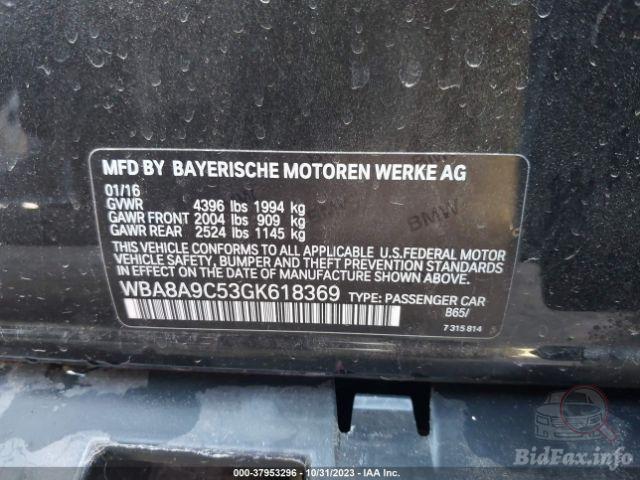 MFD BY BAYERISCHE MOTOREN WERKE AG
01/16
GVWR 4396 lbs 1994 kg
GAWR FRONT 2004 lbs 909 kg
GAWR REAR 2524 lbs 1145 kg
THIS VEHICLE CONFORMS TO ALL APPLICABLE U.S.FEDERAL MOTOR
VEHICLE SAFETY, BUMPER AND THEFT PREVENTION STANDARDS
IN EFFECT ON THE DATE OF MANUFACTURE SHOWN ABOVE.
WBA8A9C53GK618369 TYPE: PASSENGER CAR
B65/
7 315 814
BMW
BMW
00-37953296 - 10/31/2023 - IAA Inc.
BidFax.info